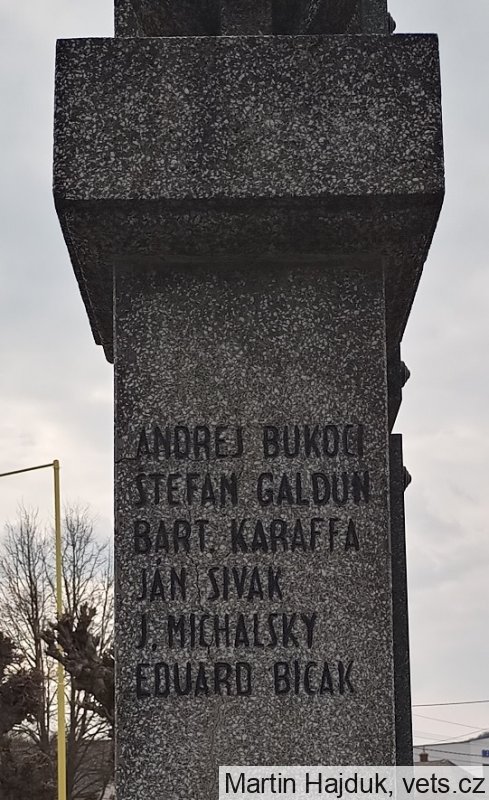 ANDREJ BUKOCI
STEFAN GALDUN
BART. KARAFFA
JÁN SIVAK
J. MICHALSKY
EDUARD BICAK
Martin Hajduk, vets.cz